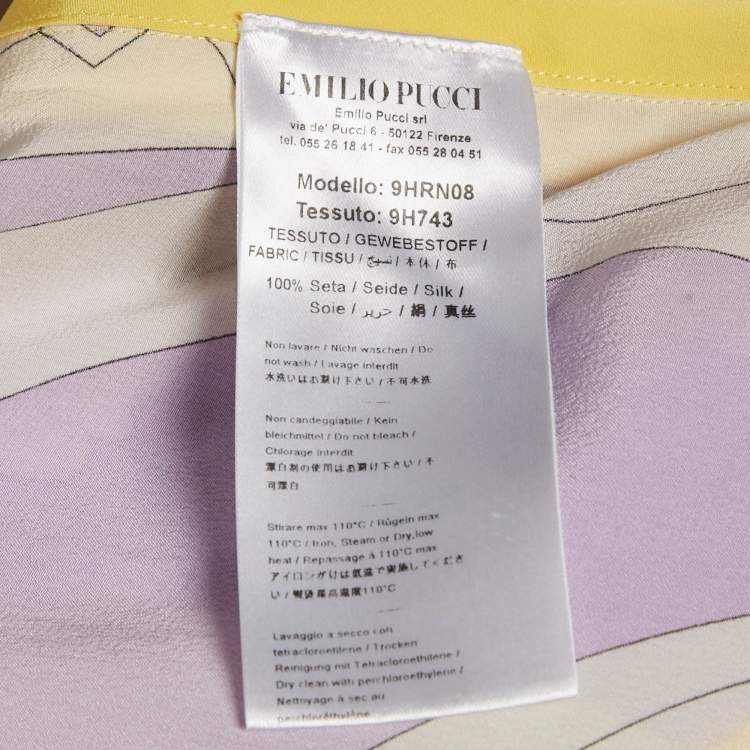 EMILIO PUCCI
Emilio Pucci srl
via de' Pucci 6 - 50122 Firenze
tel. 055 26 18 41 - fax 055 28 04 51
Modello: 9HRN08
Tessuto: 9H743
TESSUTO / GEWEBESTOFF /
FABRIC / TISSU / نسيج / 本体 / 布
100% Seta / Seide / Silk /
Soie / حرير / 絹 / 真丝
Non lavare / Nicht waschen / Do
not wash / Lavage interdit
水洗いはお避け下さい / 不可水洗
Non candeggiabile / Kein
bleichmittel / Do not bleach /
Chlorage interdit
漂白剤の使用はお避け下さい / 不
可漂白
Stirare max 110°C / Rügeln max
110°C / Iron, Steam or Dry, low
heat / Repassage à 110°C max
アイロンがけは低温で実施してくださ
い / 熨烫最高温度110°C
Lavaggio a secco con
tetracloroetilene / Trocken
Reinigung mit Tetracloroethilene /
Dry clean with perchloroethylene /
Nettoyage à sec au
perchloréthylène /